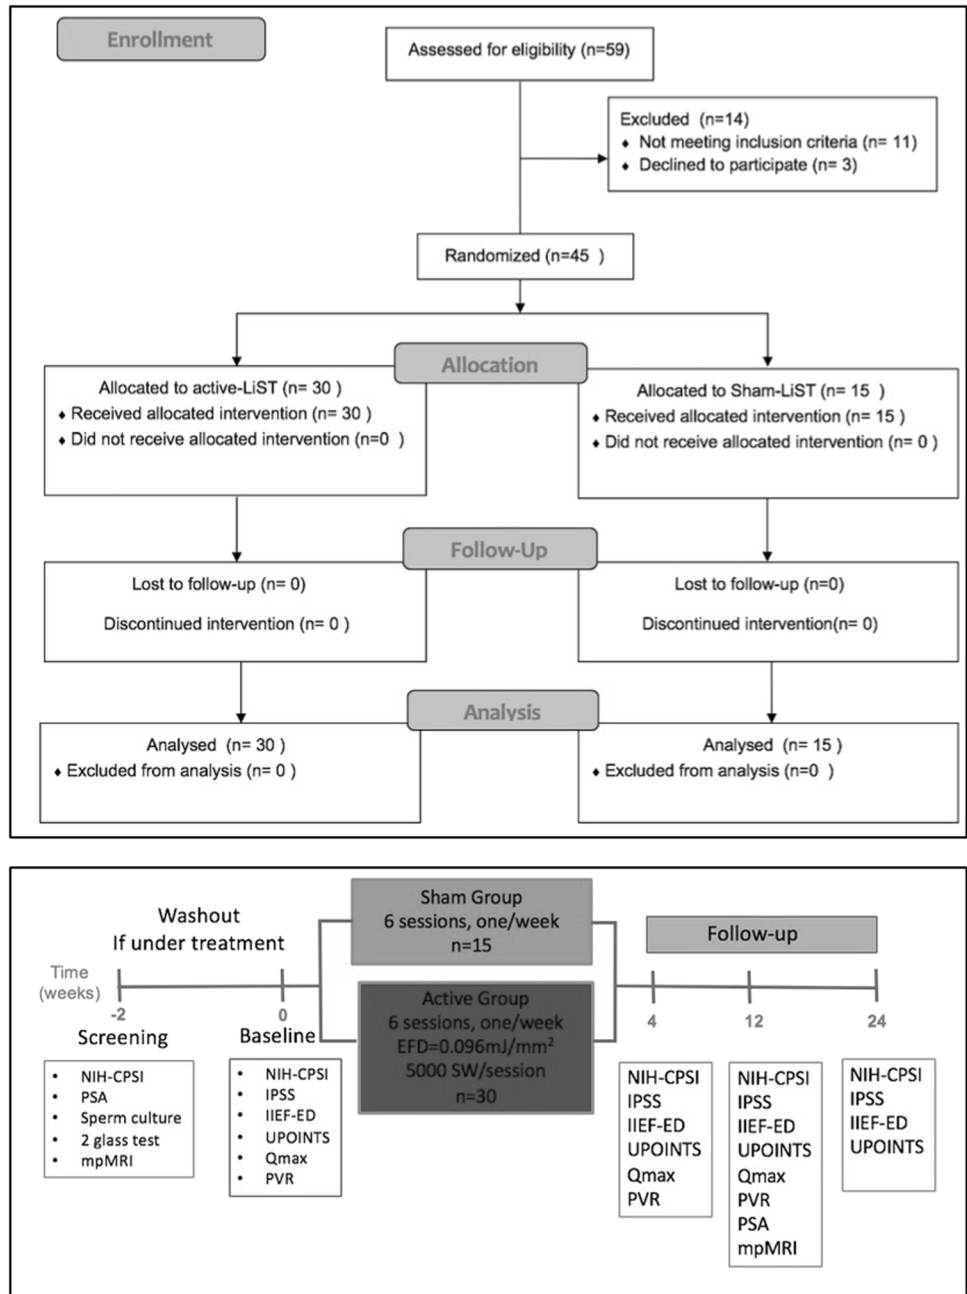 Enrollment
Assessed for eligibility (n=59)
Excluded (n=14)
♦ Not meeting inclusion criteria (n= 11)
♦ Declined to participate (n= 3)
Randomized (n=45 )
Allocation
Allocated to active-LiST (n= 30 )
♦ Received allocated intervention (n= 30 )
♦ Did not receive allocated intervention (n=0 )
Allocated to Sham-LiST (n= 15 )
♦ Received allocated intervention (n= 15 )
♦ Did not receive allocated intervention (n= 0 )
Follow-Up
Lost to follow-up (n= 0)
Discontinued intervention (n= 0 )
Lost to follow-up (n=0)
Discontinued intervention(n= 0)
Analysis
Analysed (n= 30 )
♦ Excluded from analysis (n= 0 )
Analysed (n= 15 )
♦ Excluded from analysis (n=0 )
Washout
If under treatment
Time
(weeks)
-2
0
Screening
• NIH-CPSI
• PSA
• Sperm culture
• 2 glass test
• mpMRI
Baseline
• NIH-CPSI
• IPSS
• IIEF-ED
• UPOINTS
• Qmax
• PVR
Sham Group
6 sessions, one/week
n=15
Active Group
6 sessions, one/week
EFD=0.096mJ/mm²
5000 SW/session
n=30
Follow-up
4
12
24
NIH-CPSI
IPSS
IIEF-ED
UPOINTS
Qmax
PVR
NIH-CPSI
IPSS
IIEF-ED
UPOINTS
Qmax
PVR
PSA
mpMRI
NIH-CPSI
IPSS
IIEF-ED
UPOINTS